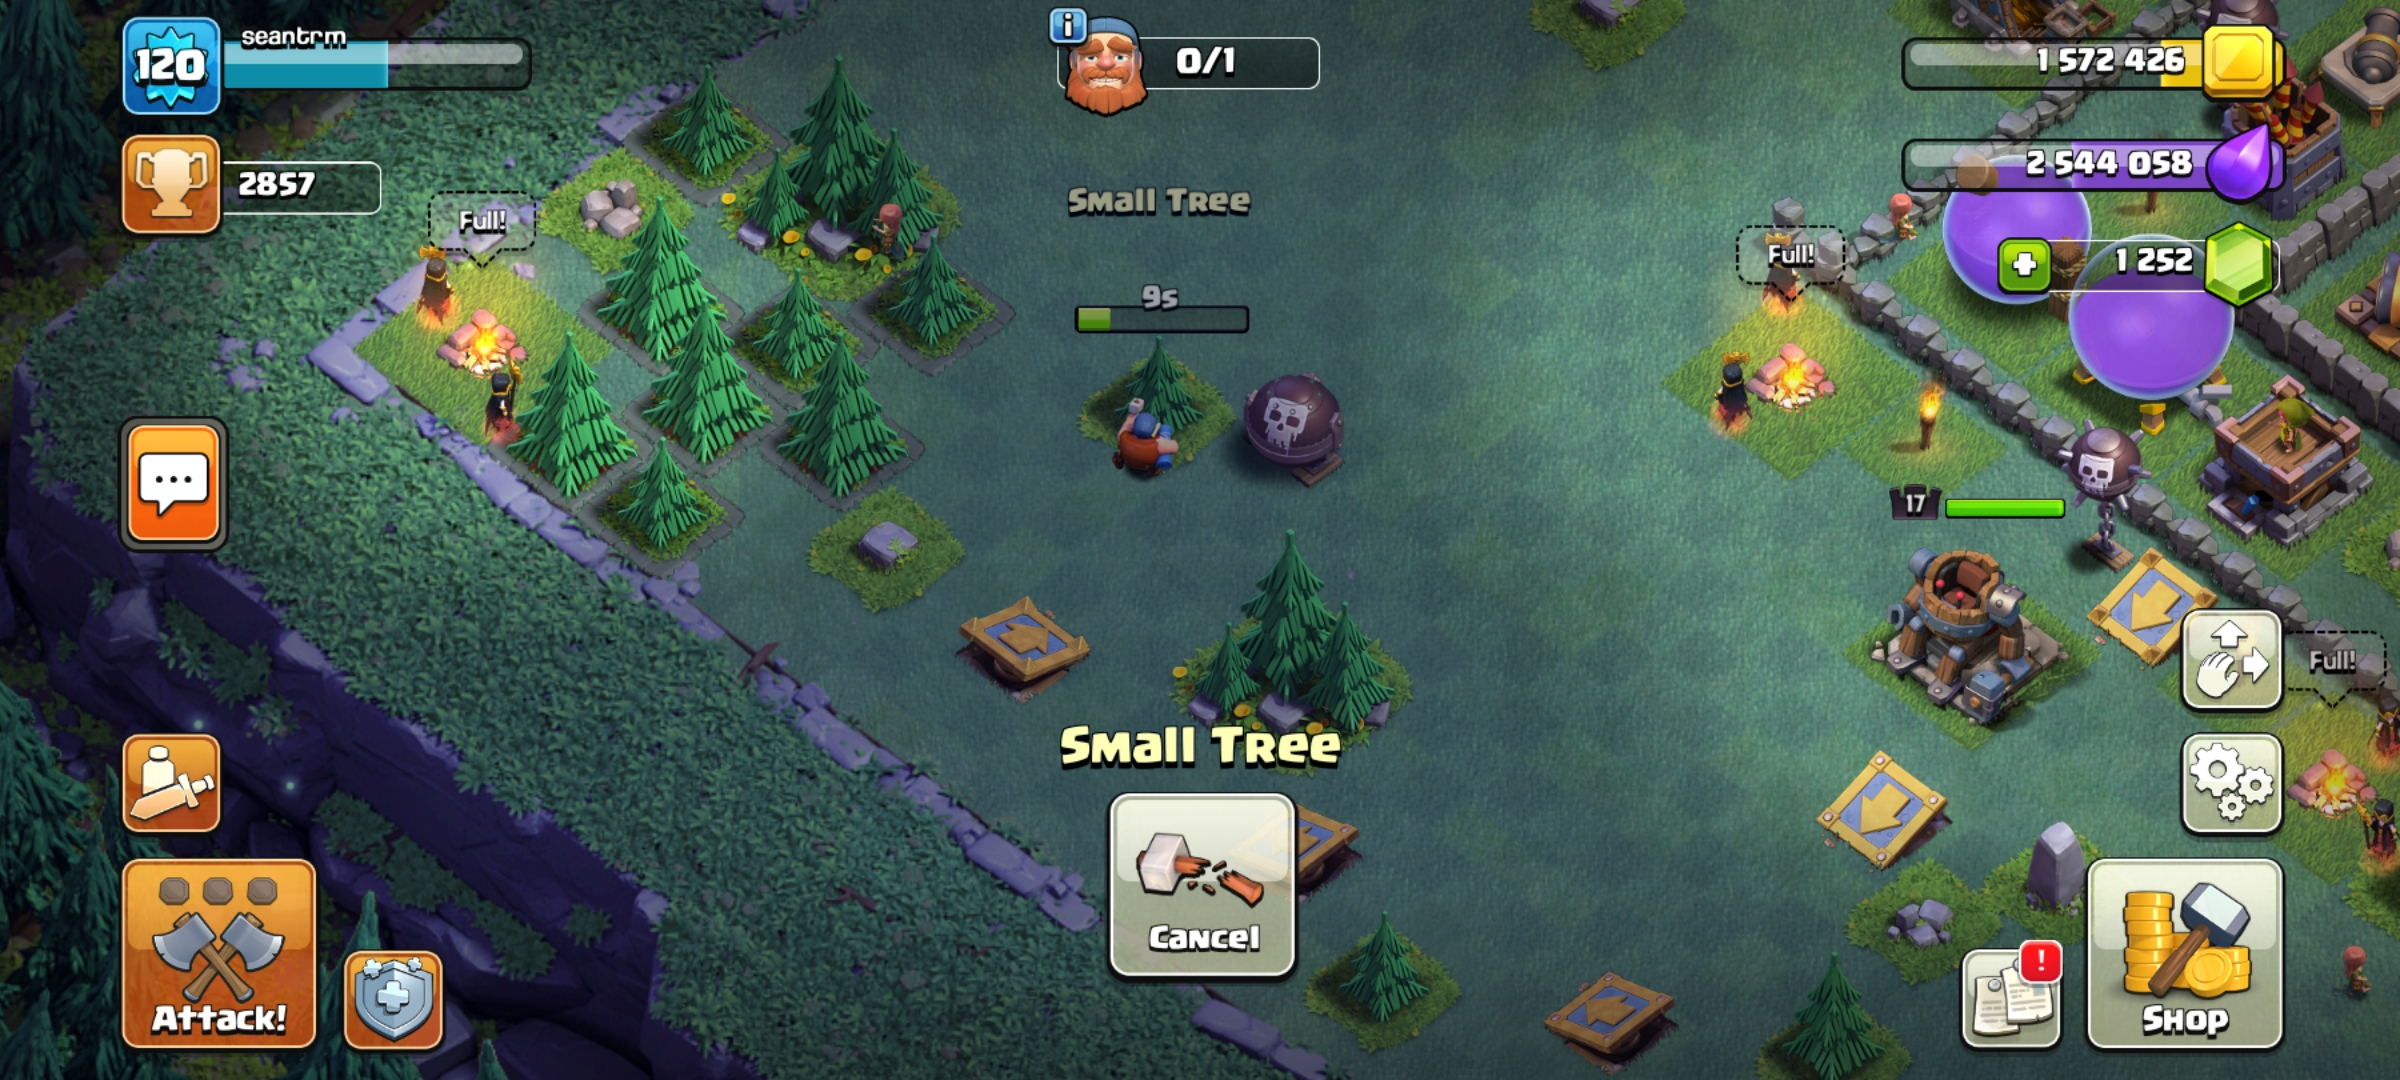 120
seantrm
i
0/1
1 572 426
2857
Full!
Small Tree
2 544 058
Full!
1 252
9s
17
Full!
Small Tree
Cancel
Attack!
!
Shop